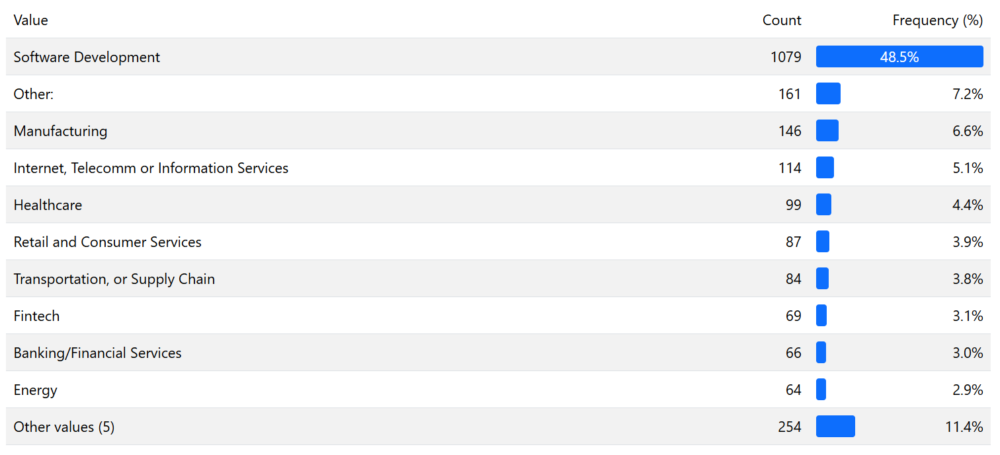 Value Count Frequency (%)
Software Development 1079 48.5%
Other: 161 7.2%
Manufacturing 146 6.6%
Internet, Telecomm or Information Services 114 5.1%
Healthcare 99 4.4%
Retail and Consumer Services 87 3.9%
Transportation, or Supply Chain 84 3.8%
Fintech 69 3.1%
Banking/Financial Services 66 3.0%
Energy 64 2.9%
Other values (5) 254 11.4%